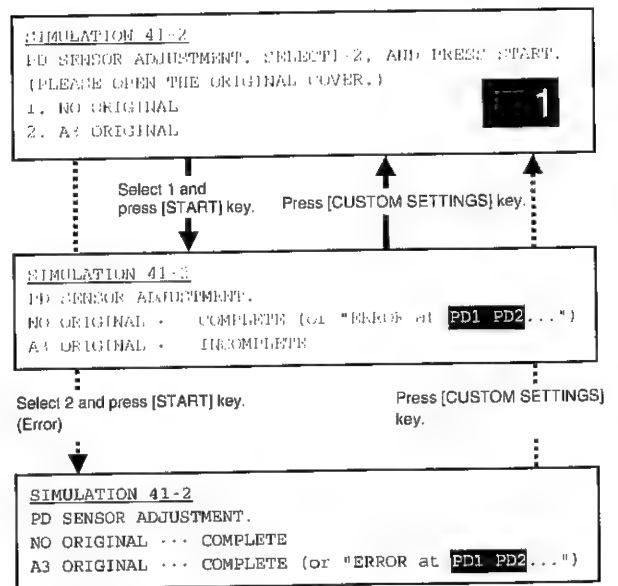 SIMULATION 41-2
PD SENSOR ADJUSTMENT. SELECT1-2, AND PRESS START.
(PLEASE OPEN THE ORIGINAL COVER.)
1. NO ORIGINAL
2. A3 ORIGINAL
1
Select 1 and
press [START] key.
Press [CUSTOM SETTINGS] key.
SIMULATION 41-2
PD SENSOR ADJUSTMENT.
NO ORIGINAL · COMPLETE (or "ERROR at PD1 PD2...")
A3 ORIGINAL · INCOMPLETE
Select 2 and press [START] key.
(Error)
Press [CUSTOM SETTINGS]
key.
SIMULATION 41-2
PD SENSOR ADJUSTMENT.
NO ORIGINAL ··· COMPLETE
A3 ORIGINAL ··· COMPLETE (or "ERROR at PD1 PD2...")